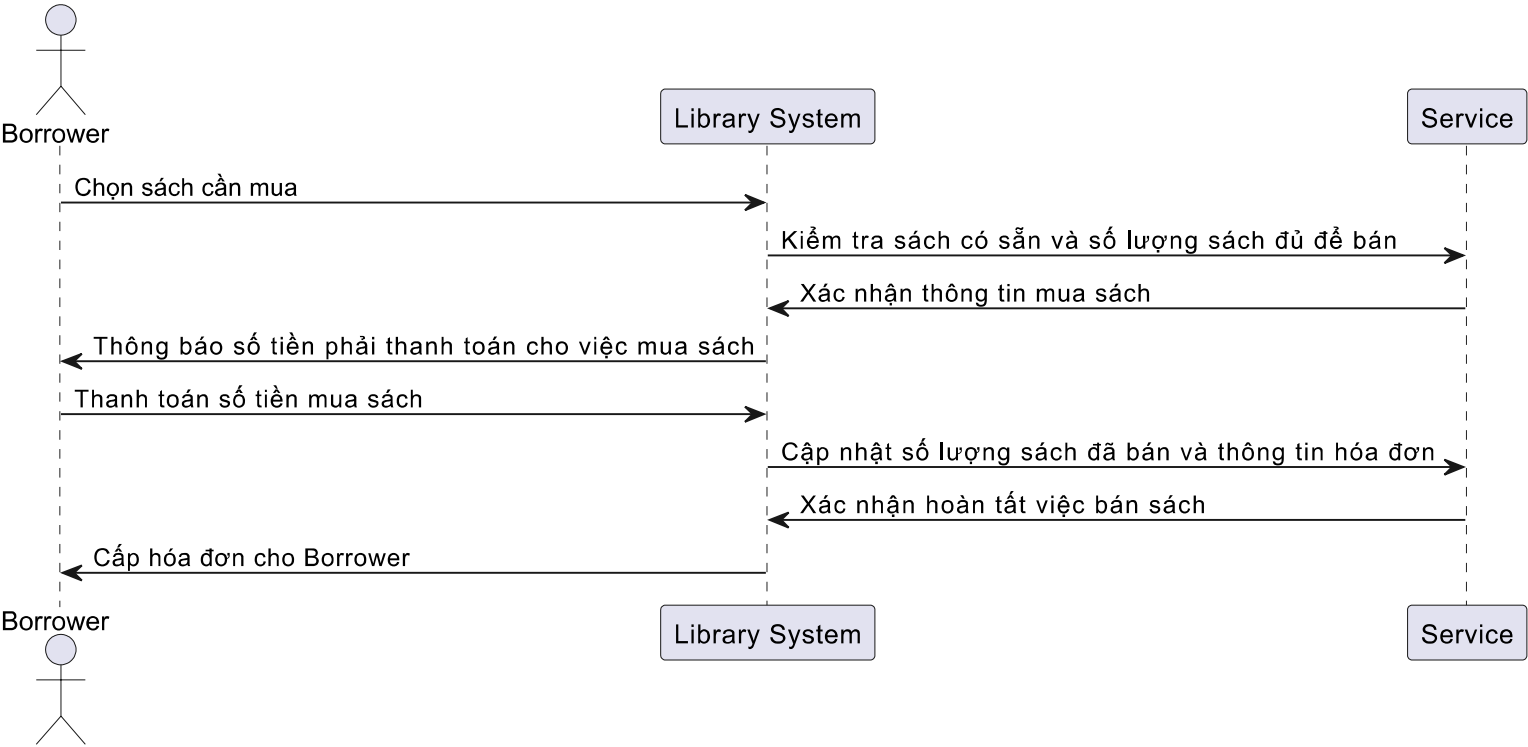 Borrower
Library System
Service
Chọn sách cần mua
Kiểm tra sách có sẵn và số lượng sách đủ để bán
Xác nhận thông tin mua sách
Thông báo số tiền phải thanh toán cho việc mua sách
Thanh toán số tiền mua sách
Cập nhật số lượng sách đã bán và thông tin hóa đơn
Xác nhận hoàn tất việc bán sách
Cấp hóa đơn cho Borrower
Borrower
Library System
Service